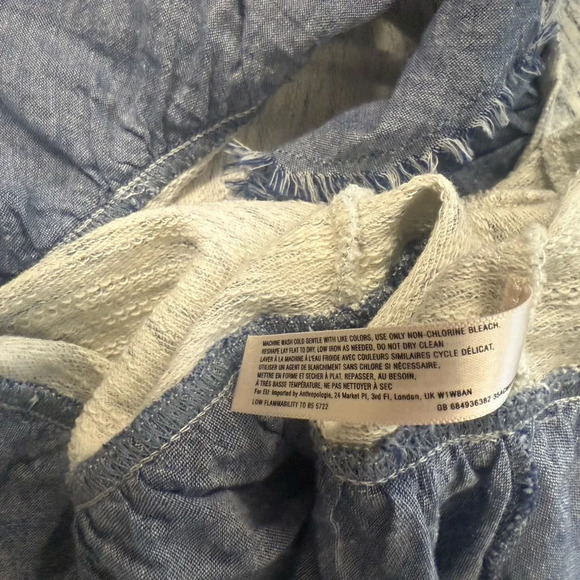 MACHINE WASH COLD GENTLE WITH LIKE COLORS, USE ONLY NON-CHLORINE BLEACH.
RESHAPE LAY FLAT TO DRY, LOW IRON AS NEEDED, DO NOT DRY CLEAN
LAVER À LA MACHINE À L'EAU FROIDE AVEC COULEURS SIMILAIRES CYCLE DÉLICAT.
UTILISER UN AGENT DE BLANCHIMENT SANS CHLORE SI NÉCESSAIRE,
METTRE EN FORME ET SÉCHER À PLAT, REPASSER, AU BESOIN,
À TRÈS BASSE TEMPÉRATURE, NE PAS NETTOYER À SEC
For EU: Imported by Anthropologie, 24 Market Pl, 3rd Fl, London, UK W1W8AN
GB 684936382
LOW FLAMMABILITY TO BS 5722